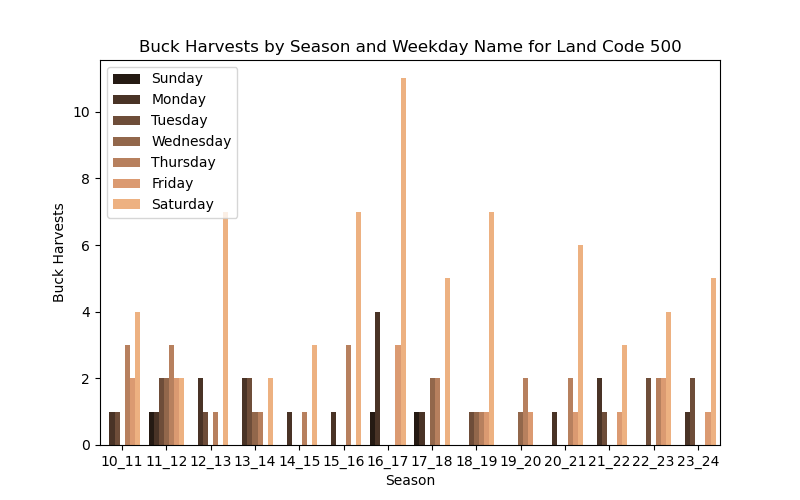 Buck Harvests by Season and Weekday Name for Land Code 500
Sunday
Monday
Tuesday
Wednesday
Thursday
Friday
Saturday
10
8
6
4
2
0
Buck Harvests
10_11 11_12 12_13 13_14 14_15 15_16 16_17 17_18 18_19 19_20 20_21 21_22 22_23 23_24
Season